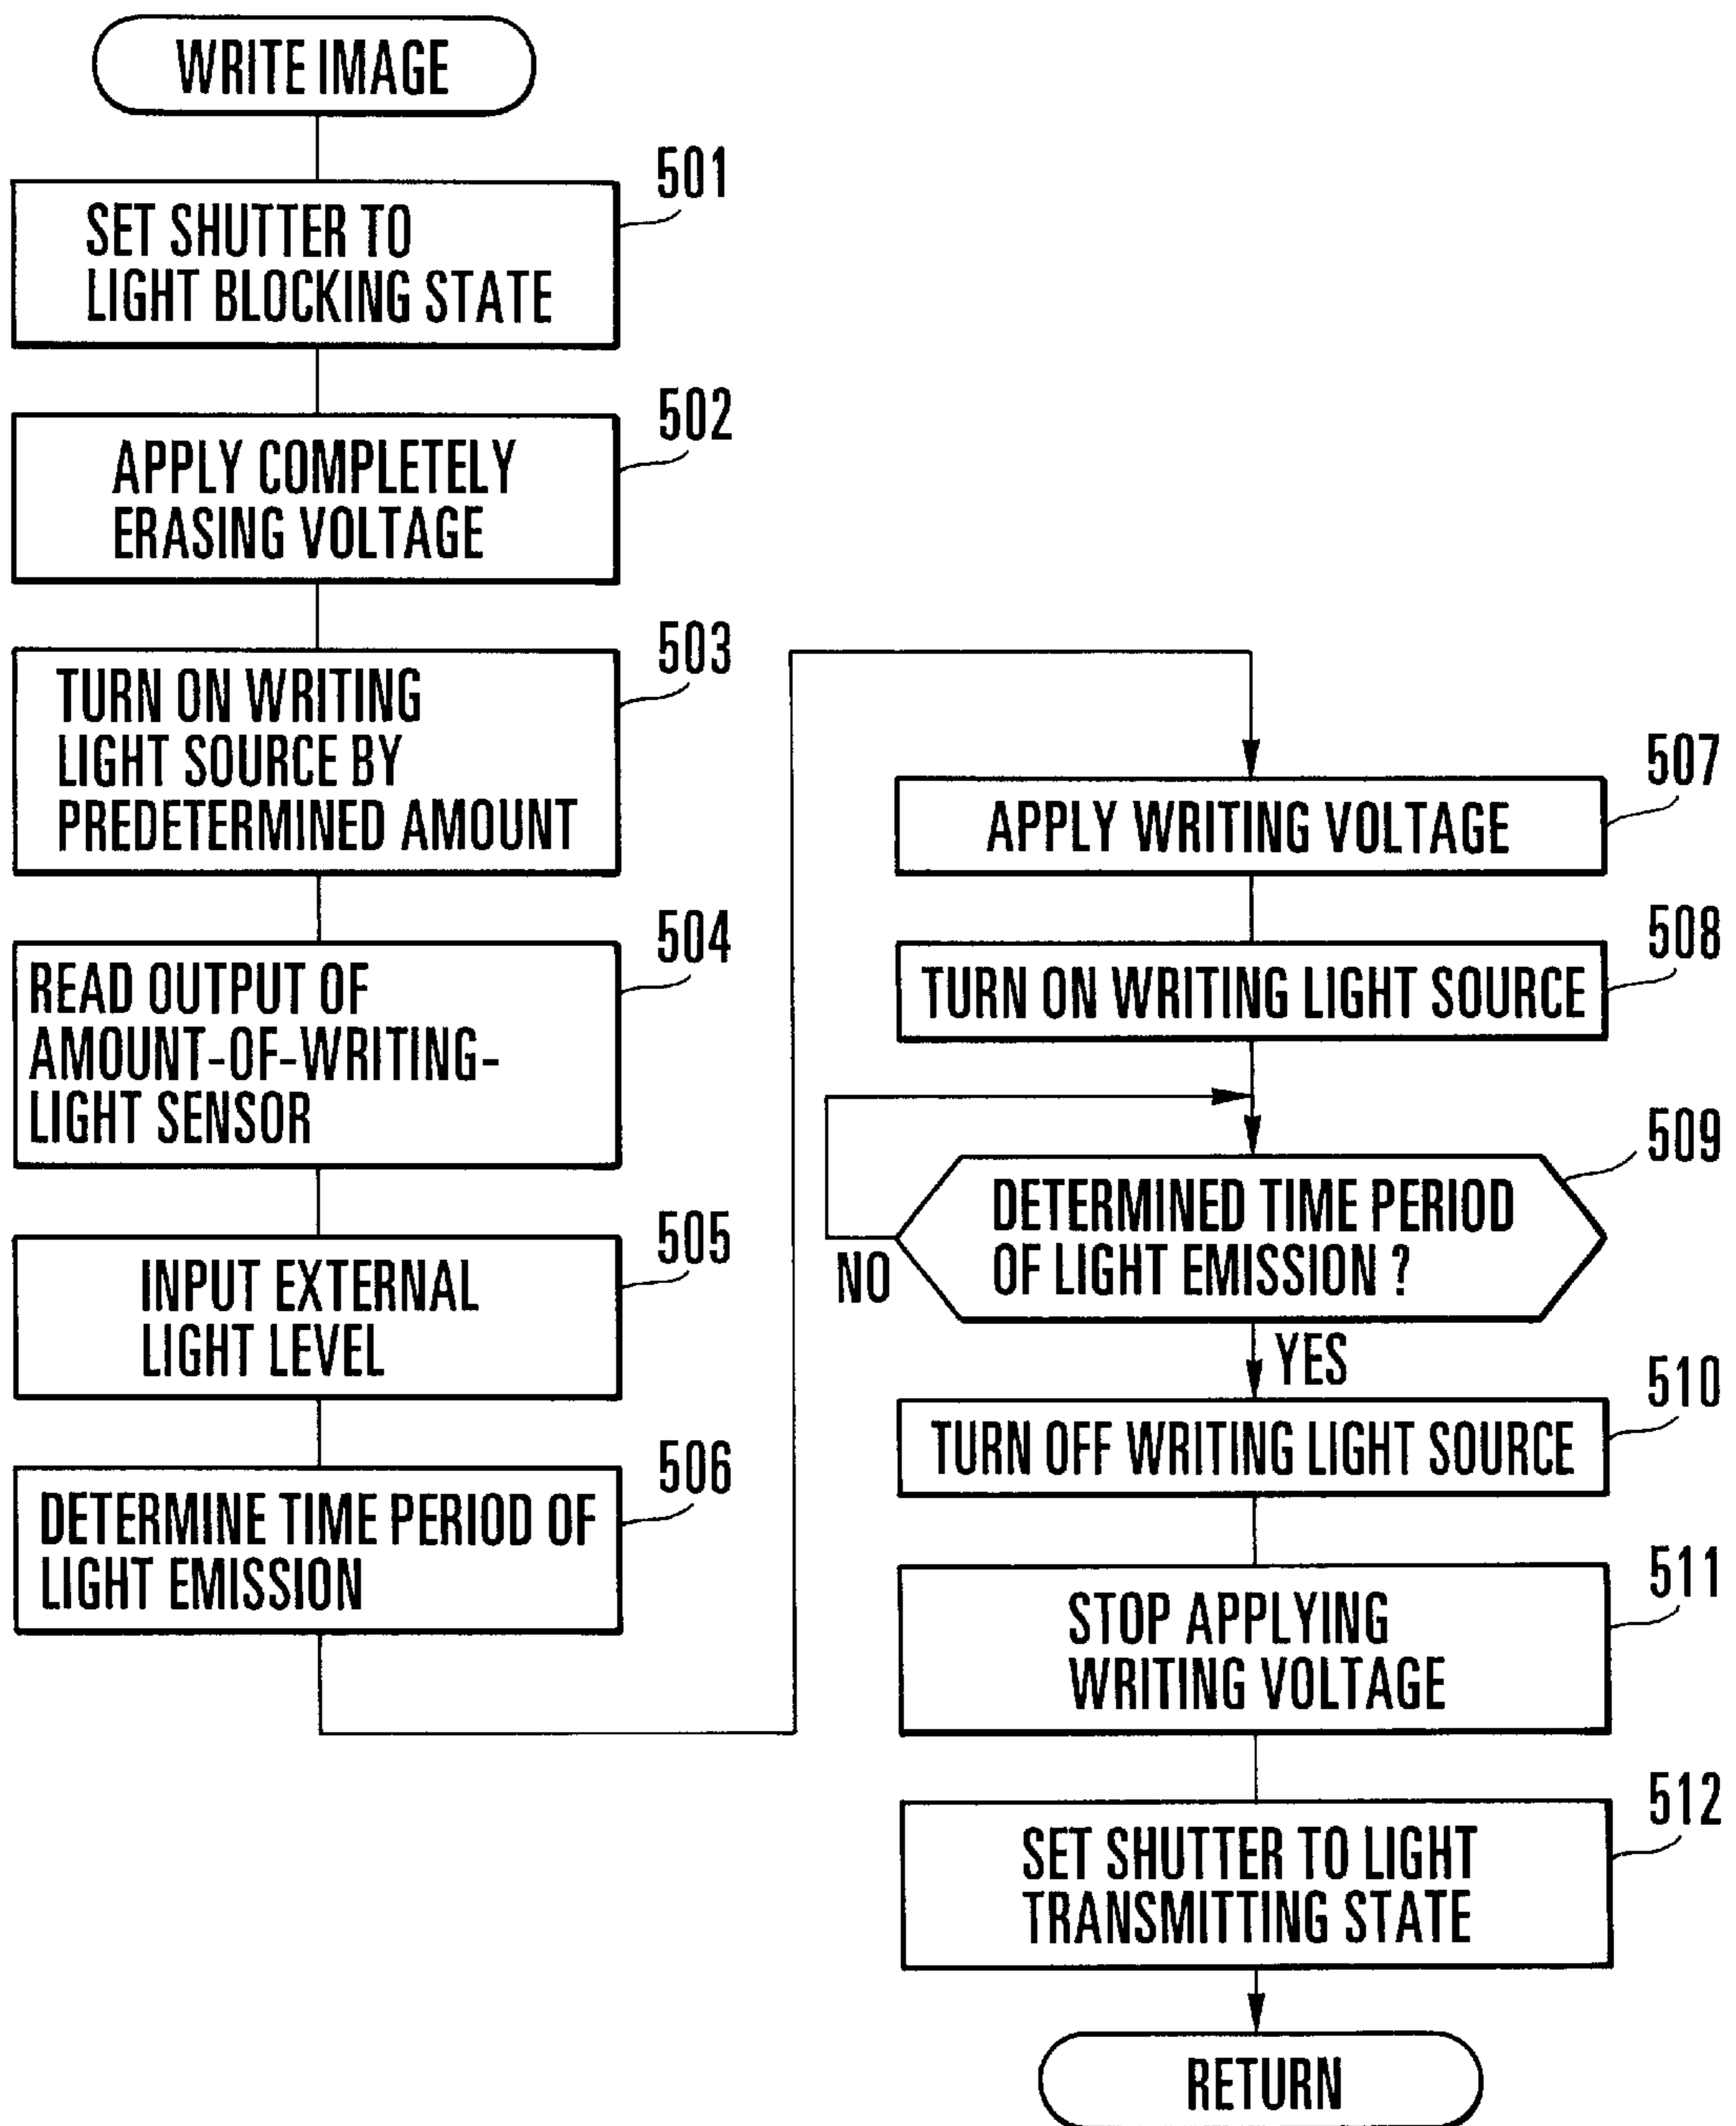 WRITE IMAGE
501
SET SHUTTER TO
LIGHT BLOCKING STATE
502
APPLY COMPLETELY
ERASING VOLTAGE
503
TURN ON WRITING
LIGHT SOURCE BY
PREDETERMINED AMOUNT
504
READ OUTPUT OF
AMOUNT-OF-WRITING-
LIGHT SENSOR
505
INPUT EXTERNAL
LIGHT LEVEL
506
DETERMINE TIME PERIOD OF
LIGHT EMISSION
507
APPLY WRITING VOLTAGE
508
TURN ON WRITING LIGHT SOURCE
509
DETERMINED TIME PERIOD
OF LIGHT EMISSION ?
NO
YES
510
TURN OFF WRITING LIGHT SOURCE
511
STOP APPLYING
WRITING VOLTAGE
512
SET SHUTTER TO LIGHT
TRANSMITTING STATE
RETURN